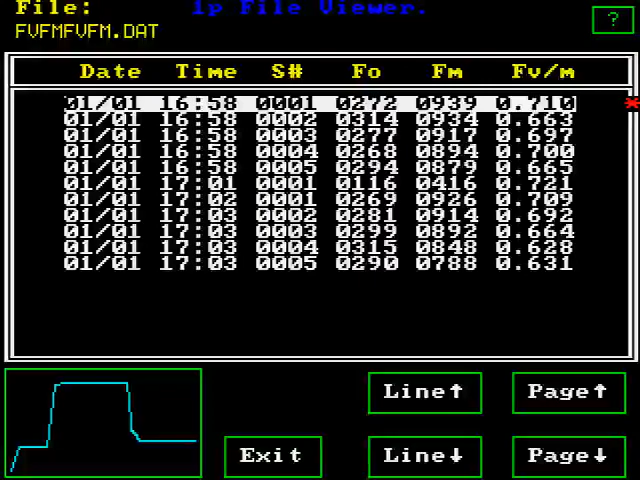 File: 1p File Viewer.
FVFMFVFM.DAT
?
Date Time S# Fo Fm Fv/m
01/01 16:58 0001 0272 0939 0.710 *
01/01 16:58 0002 0314 0934 0.663
01/01 16:58 0003 0277 0917 0.697
01/01 16:58 0004 0268 0894 0.700
01/01 16:58 0005 0294 0879 0.665
01/01 17:01 0001 0116 0416 0.721
01/01 17:02 0001 0269 0926 0.709
01/01 17:03 0002 0281 0914 0.692
01/01 17:03 0003 0299 0892 0.664
01/01 17:03 0004 0315 0848 0.628
01/01 17:03 0005 0290 0788 0.631
Line↑ Page↑
Exit Line↓ Page↓